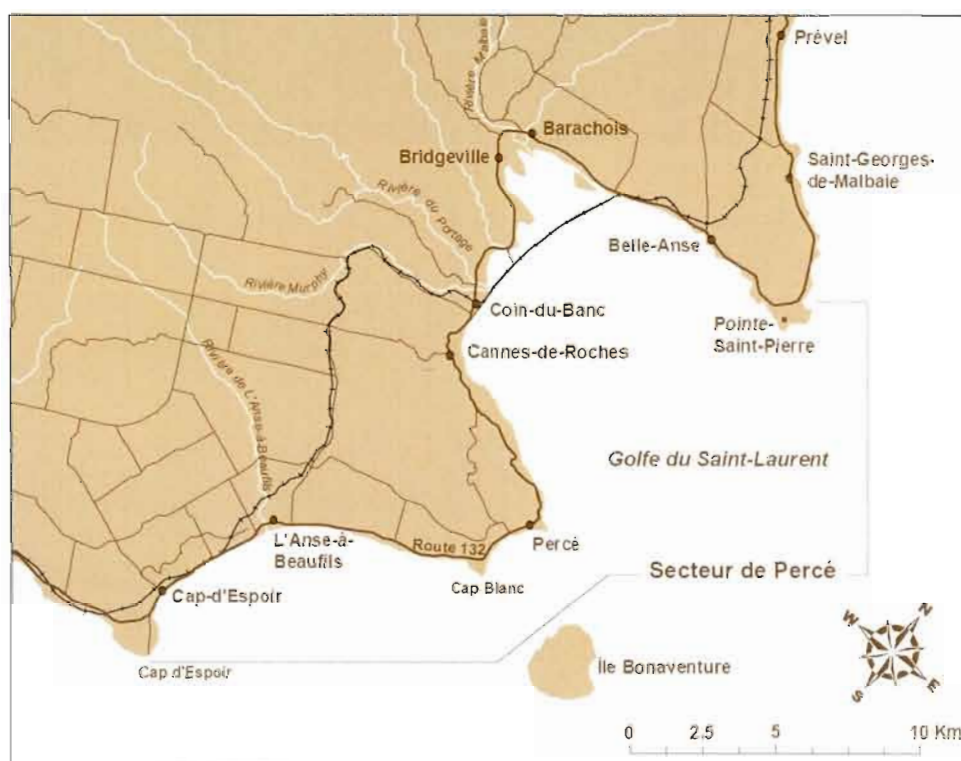 Prével
Rivière Malbaie
Barachois
Bridgeville
Saint-Georges-
de-Malbaie
Rivière du Portage
Belle-Anse
Rivière Murphy
Coin-du-Banc
Pointe-
Saint-Pierre
Cannes-de-Roches
Rivière de L'Anse-à-Beaufils
Golfe du Saint-Laurent
L'Anse-à-
Beaufils
Route 132
Percé
Secteur de Percé
Cap Blanc
Cap-d'Espoir
Cap d'Espoir
Île Bonaventure
N
W
E
S
0 2.5 5 10 Km